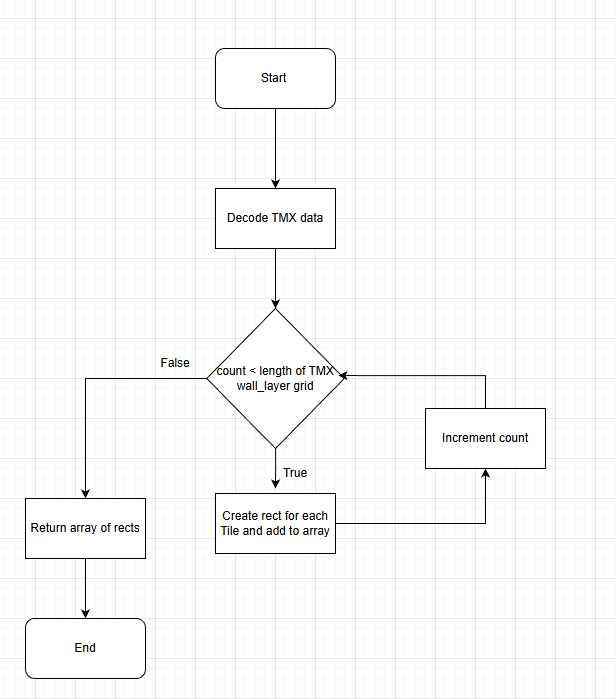 Start
Decode TMX data
False
count < length of TMX
wall_layer grid
Increment count
True
Create rect for each
Tile and add to array
Return array of rects
End